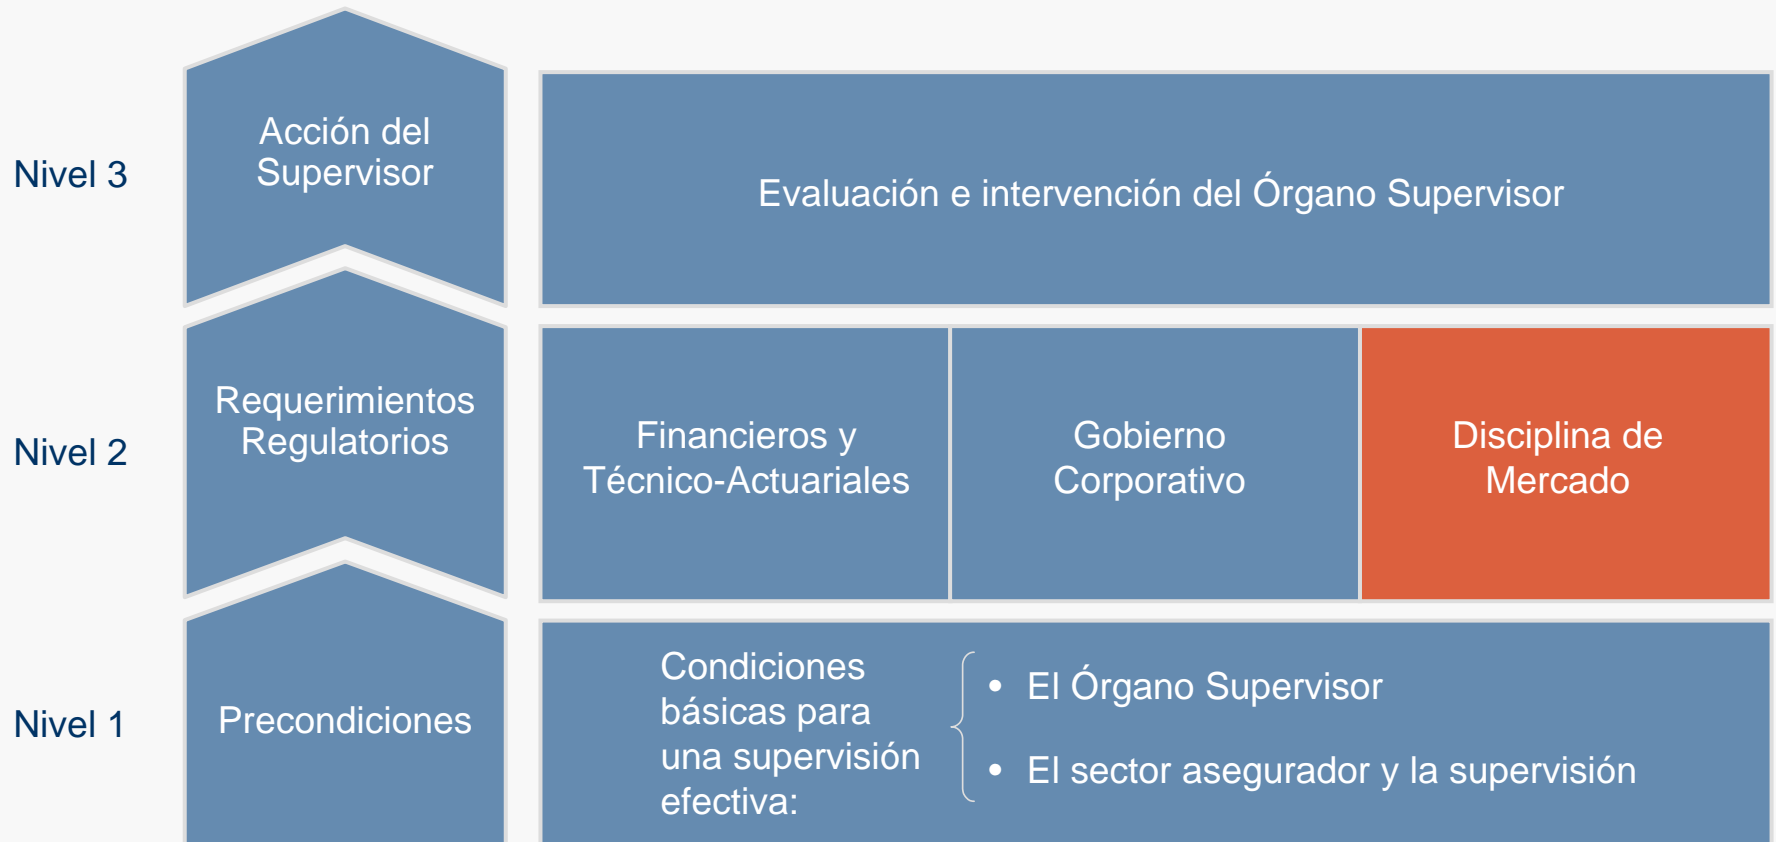 Nivel 3
Acción del
Supervisor
Evaluación e intervención del Órgano Supervisor
Nivel 2
Requerimientos
Regulatorios
Financieros y
Técnico-Actuariales
Gobierno
Corporativo
Disciplina de
Mercado
Nivel 1
Precondiciones
Condiciones
básicas para
una supervisión
efectiva:
• El Órgano Supervisor
• El sector asegurador y la supervisión